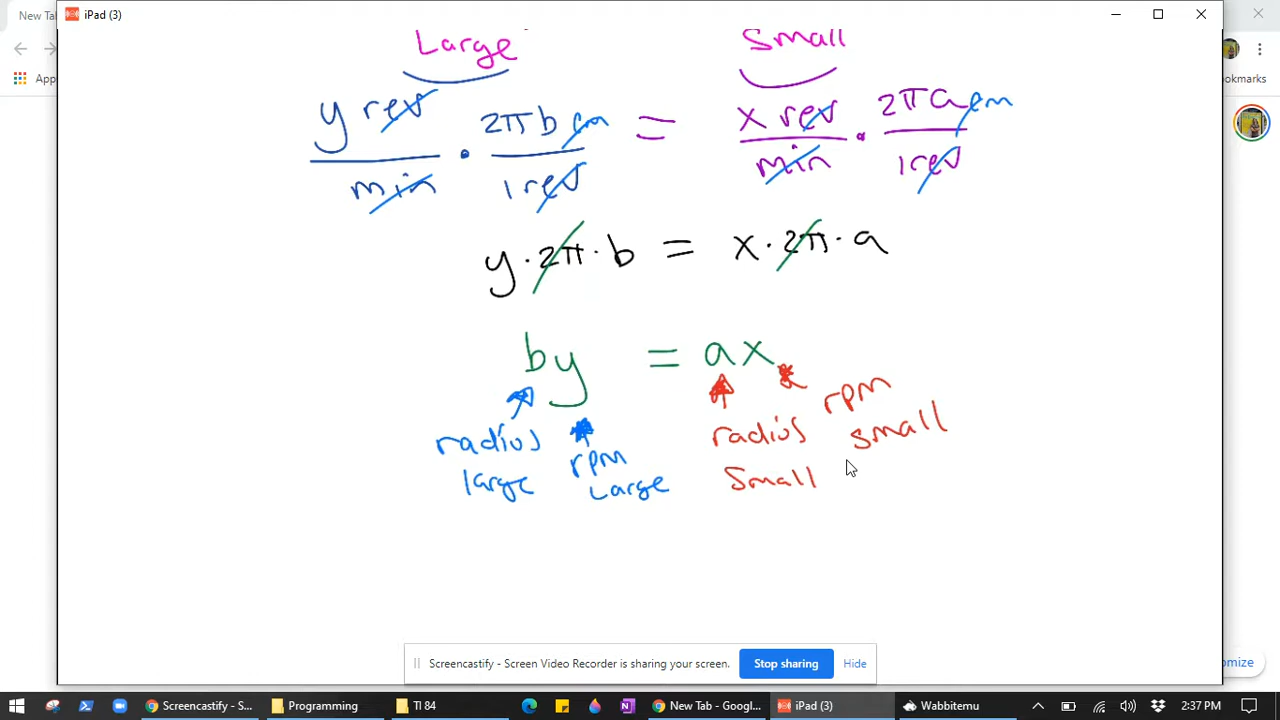 New Tab
iPad (3)
App
ookmarks
Large
Small
y rev / min · 2πb cm / 1 rev = x rev / min · 2πa cm / 1 rev
y · 2π · b = x · 2π · a
by = ax
radius large
rpm Large
radius Small
rpm small
Screencastify - Screen Video Recorder is sharing your screen.
Stop sharing
Hide
omize
Screencastify - S...
Programming
TI 84
New Tab - Googl...
iPad (3)
Wabbitemu
2:37 PM